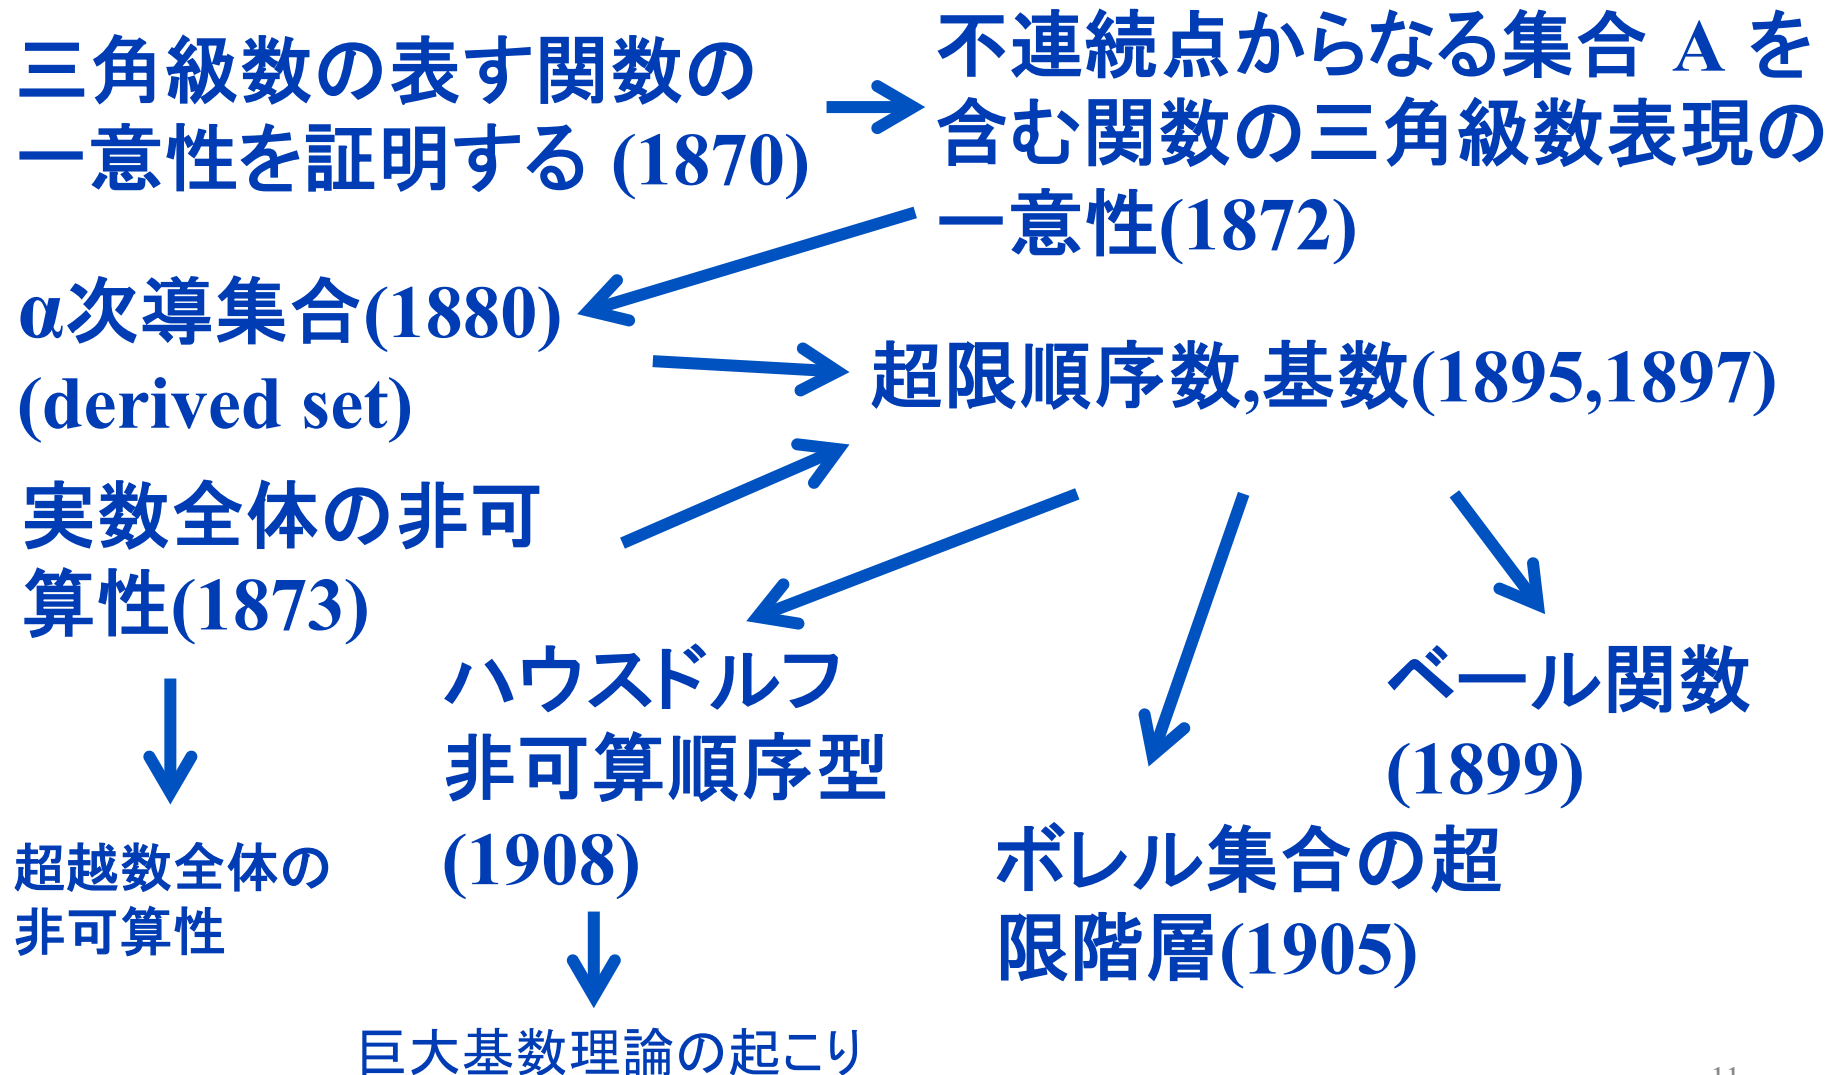 三角級数の表す関数の
一意性を証明する (1870)
不連続点からなる集合 A を
含む関数の三角級数表現の
一意性(1872)
α次導集合(1880)
(derived set)
超限順序数,基数(1895,1897)
実数全体の非可
算性(1873)
ハウスドルフ
非可算順序型
(1908)
ベール関数
(1899)
超越数全体の
非可算性
ボレル集合の超
限階層(1905)
巨大基数理論の起こり
11